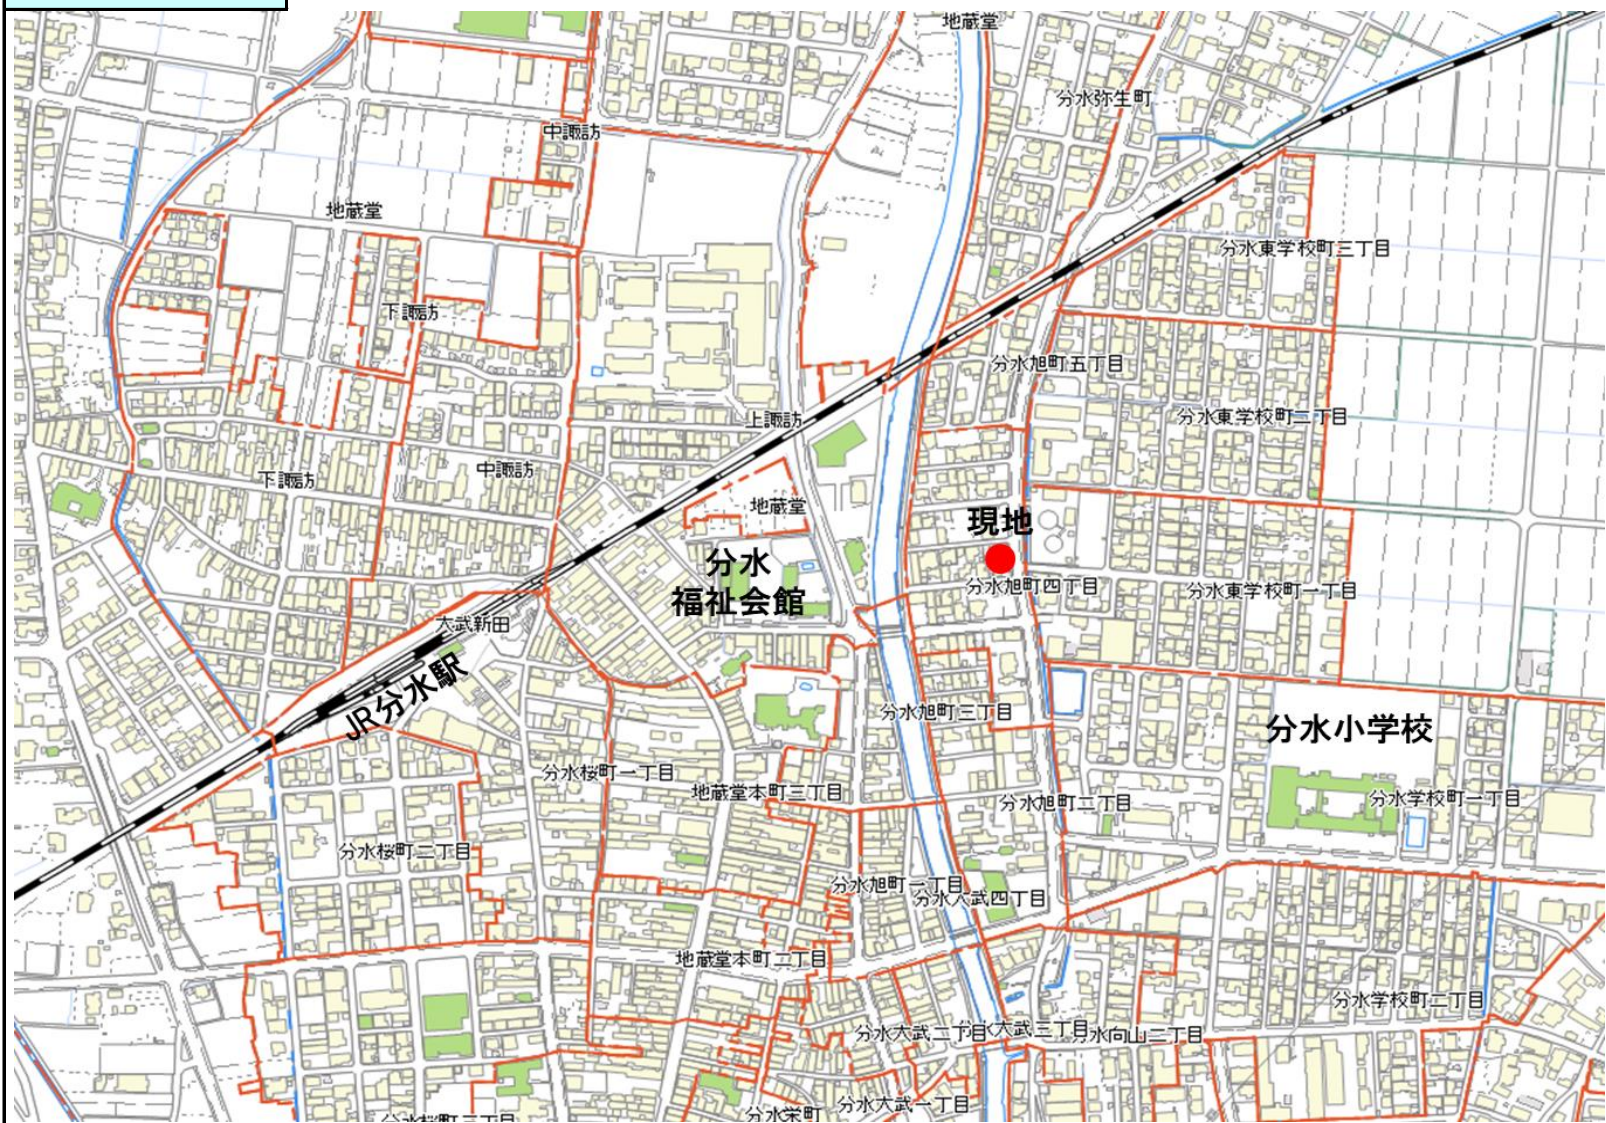 地蔵堂
分水弥生町
中諏訪
地蔵堂
分水東学校町三丁目
下諏訪
分水旭町五丁目
分水東学校町二丁目
上諏訪
中諏訪
下諏訪
地蔵堂
現地
分水
福祉会館
分水旭町四丁目
分水東学校町一丁目
大武新田
JR分水駅
分水旭町三丁目
分水小学校
分水桜町一丁目
地蔵堂本町三丁目
分水旭町二丁目
分水学校町一丁目
分水桜町二丁目
分水旭町一丁目
分水大武四丁目
地蔵堂本町二丁目
分水学校町二丁目
分水大武二丁目
分水大武三丁目
分水向山二丁目
分水大武一丁目
分水栄町
分水桜町三丁目